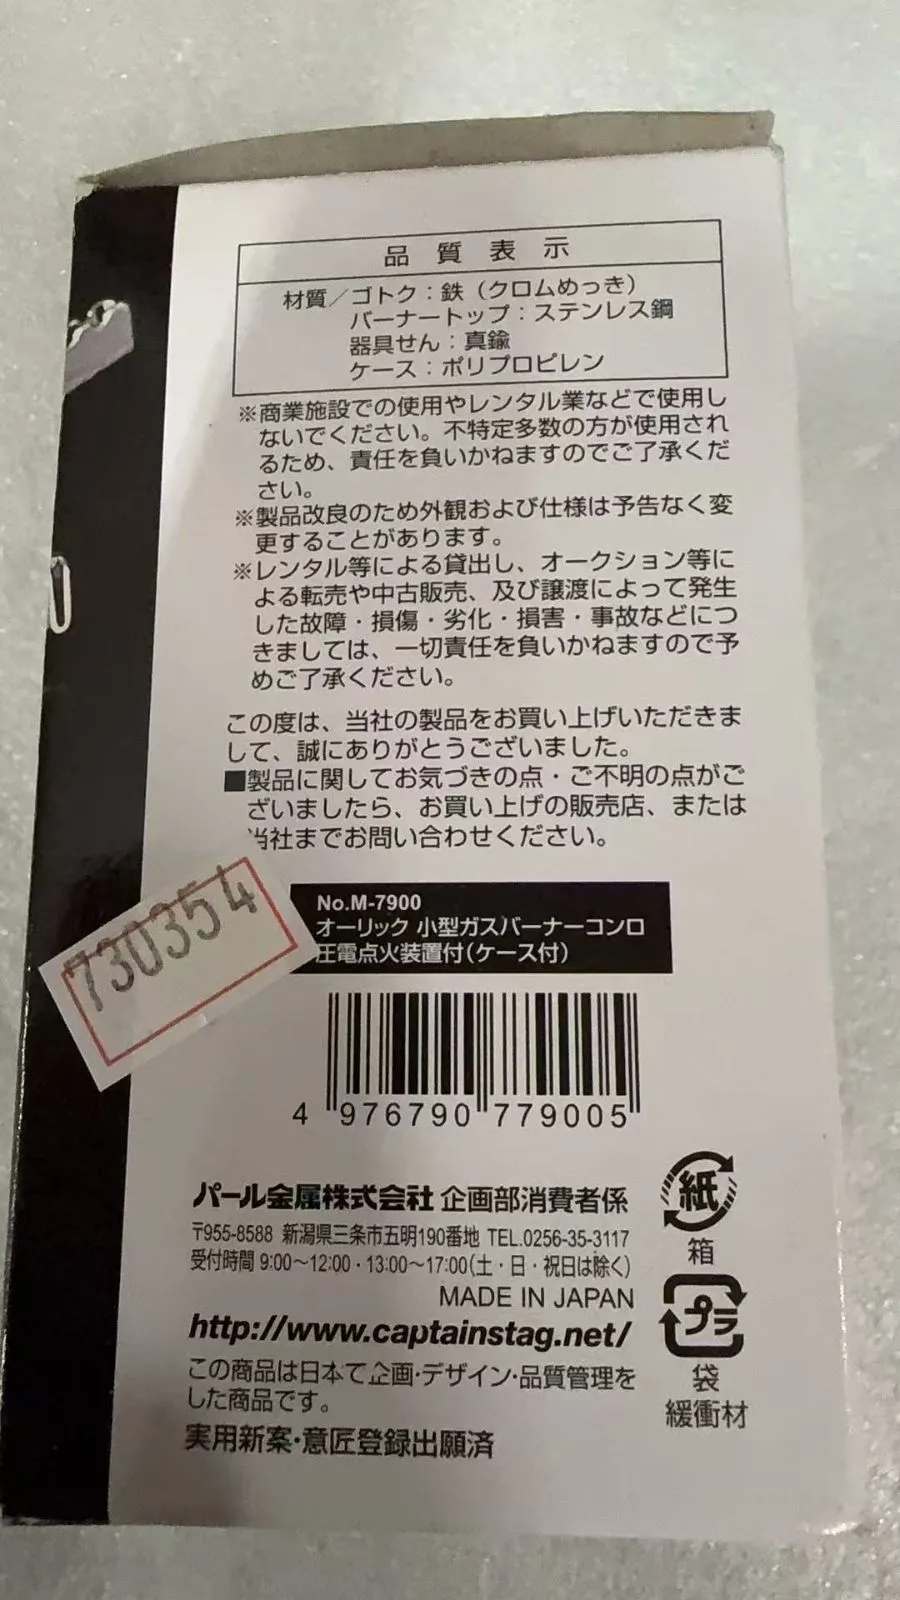 品質表示
材質／ゴトク：鉄（クロムめっき）
バーナートップ：ステンレス鋼
器具せん：真鍮
ケース：ポリプロピレン
※商業施設での使用やレンタル業などで使用し
ないでください。不特定多数の方が使用され
るため、責任を負いかねますのでご了承くだ
さい。
※製品改良のため外観および仕様は予告なく変
更することがあります。
※レンタル等による貸出し、オークション等に
よる転売や中古販売、及び譲渡によって発生
した故障・損傷・劣化・損害・事故などにつ
きましては、一切責任を負いかねますので予
めご了承ください。
この度は、当社の製品をお買い上げいただきま
して、誠にありがとうございました。
■製品に関してお気づきの点・ご不明の点がご
ざいましたら、お買い上げの販売店、または
当社までお問い合わせください。
730354
No.M-7900
オーリック 小型ガスバーナーコンロ
圧電点火装置付（ケース付）
4 976790 779005
パール金属株式会社 企画部消費者係
〒955-8588 新潟県三条市五明190番地 TEL.0256-35-3117
受付時間 9:00～12:00・13:00～17:00（土・日・祝日は除く）
MADE IN JAPAN
http://www.captainstag.net/
この商品は日本で企画・デザイン・品質管理を
した商品です。
実用新案・意匠登録出願済
紙
箱
プラ
袋
緩衝材